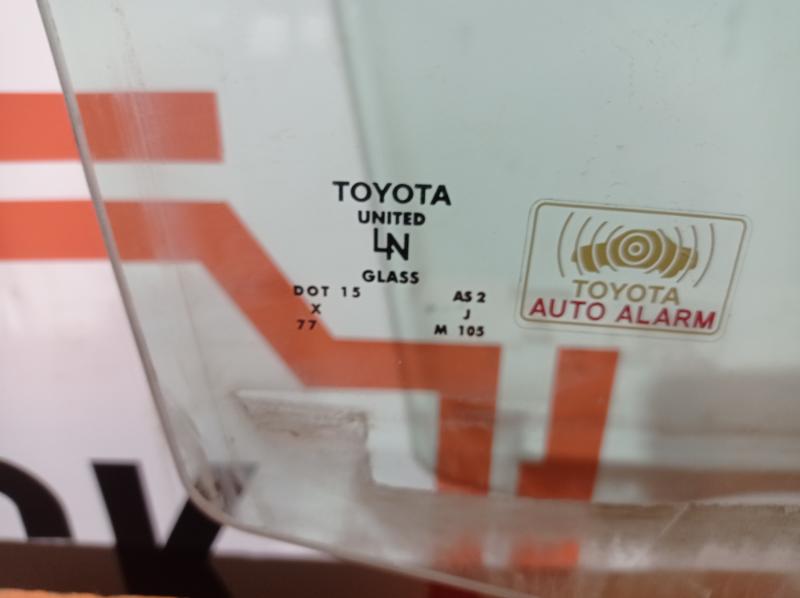 TOYOTA
UNITED
LN
GLASS
DOT 15
X
77
AS 2
J
M 105
TOYOTA
AUTO ALARM